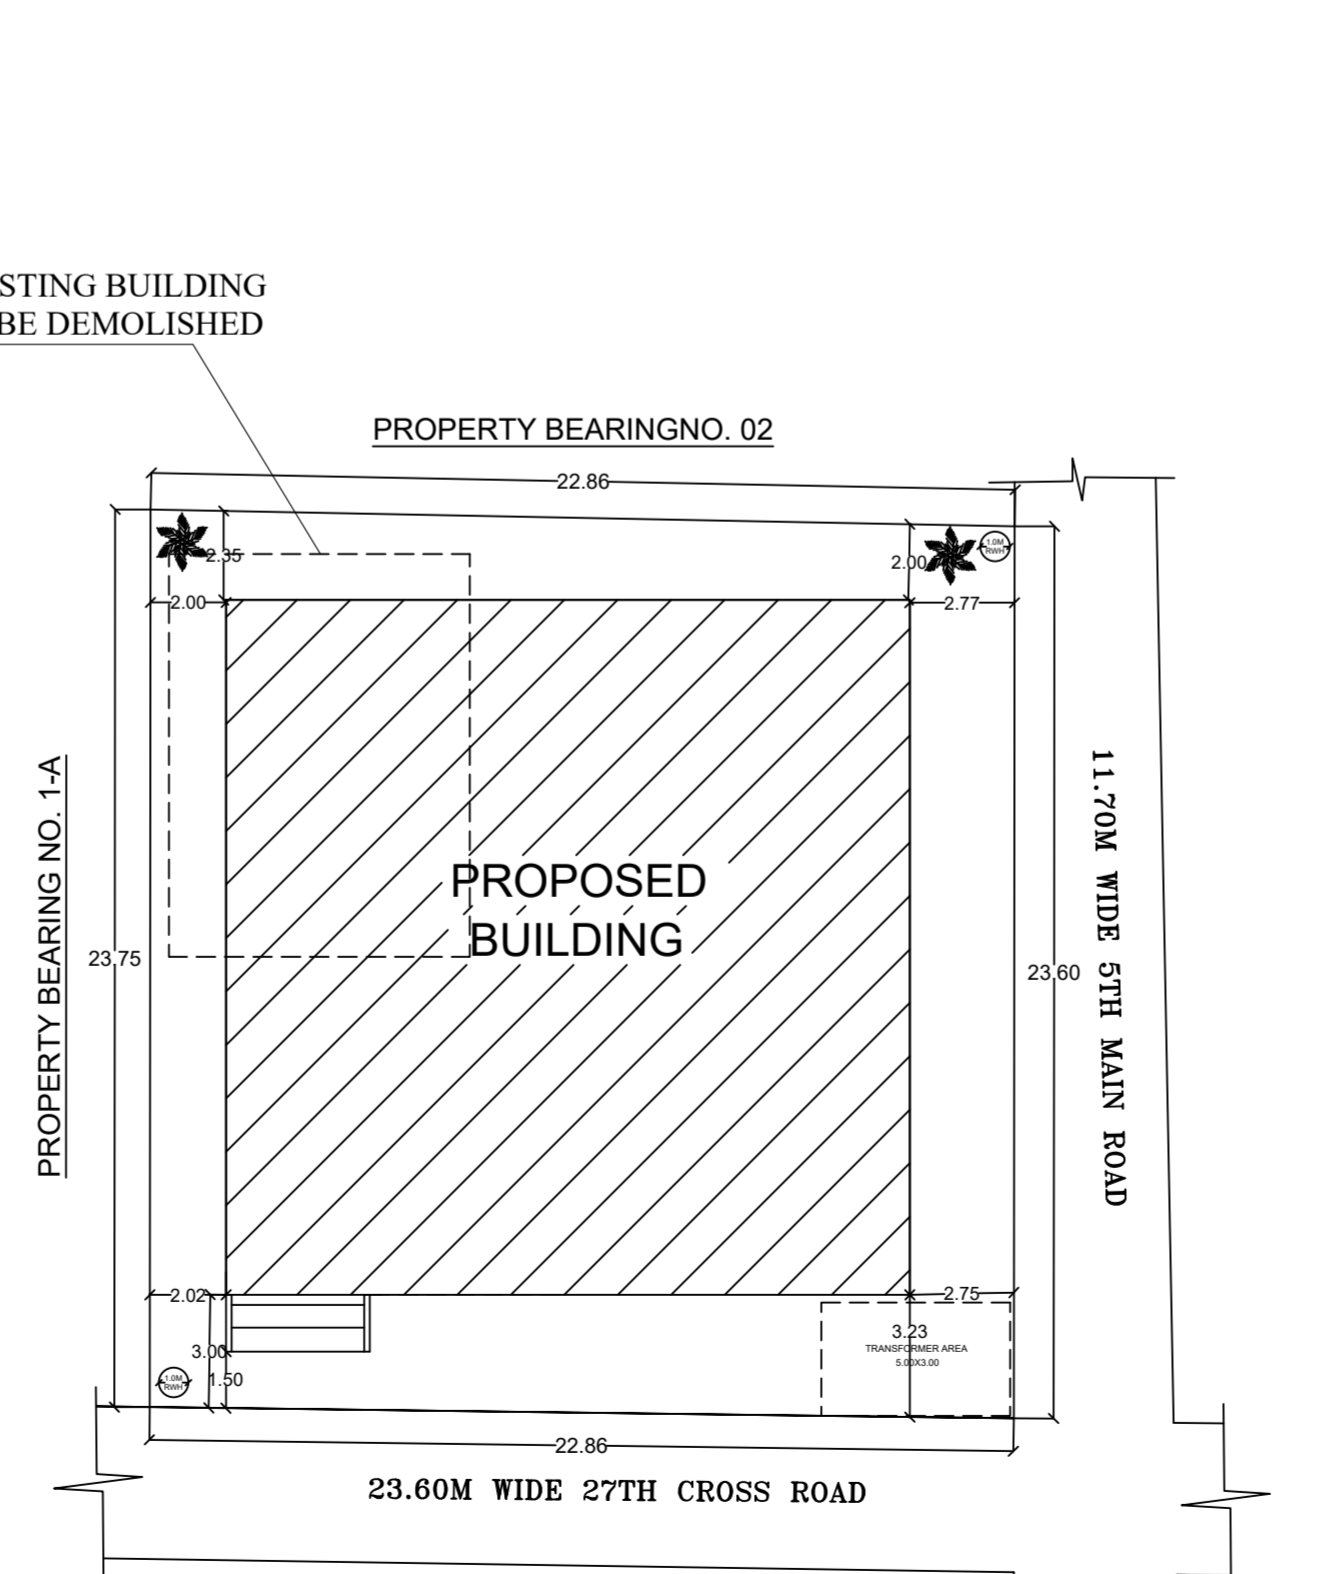 STING BUILDING
BE DEMOLISHED
PROPERTY BEARINGNO. 02
22.86
2.35
2.00
1.0M
RWH
2.00
2.77
PROPERTY BEARING NO. 1-A
11.70M WIDE 5TH MAIN ROAD
PROPOSED
BUILDING
23.75
23.60
2.02
2.75
3.23
TRANSFORMER AREA
5.00X3.00
3.00
1.50
1.0M
RWH
22.86
23.60M WIDE 27TH CROSS ROAD